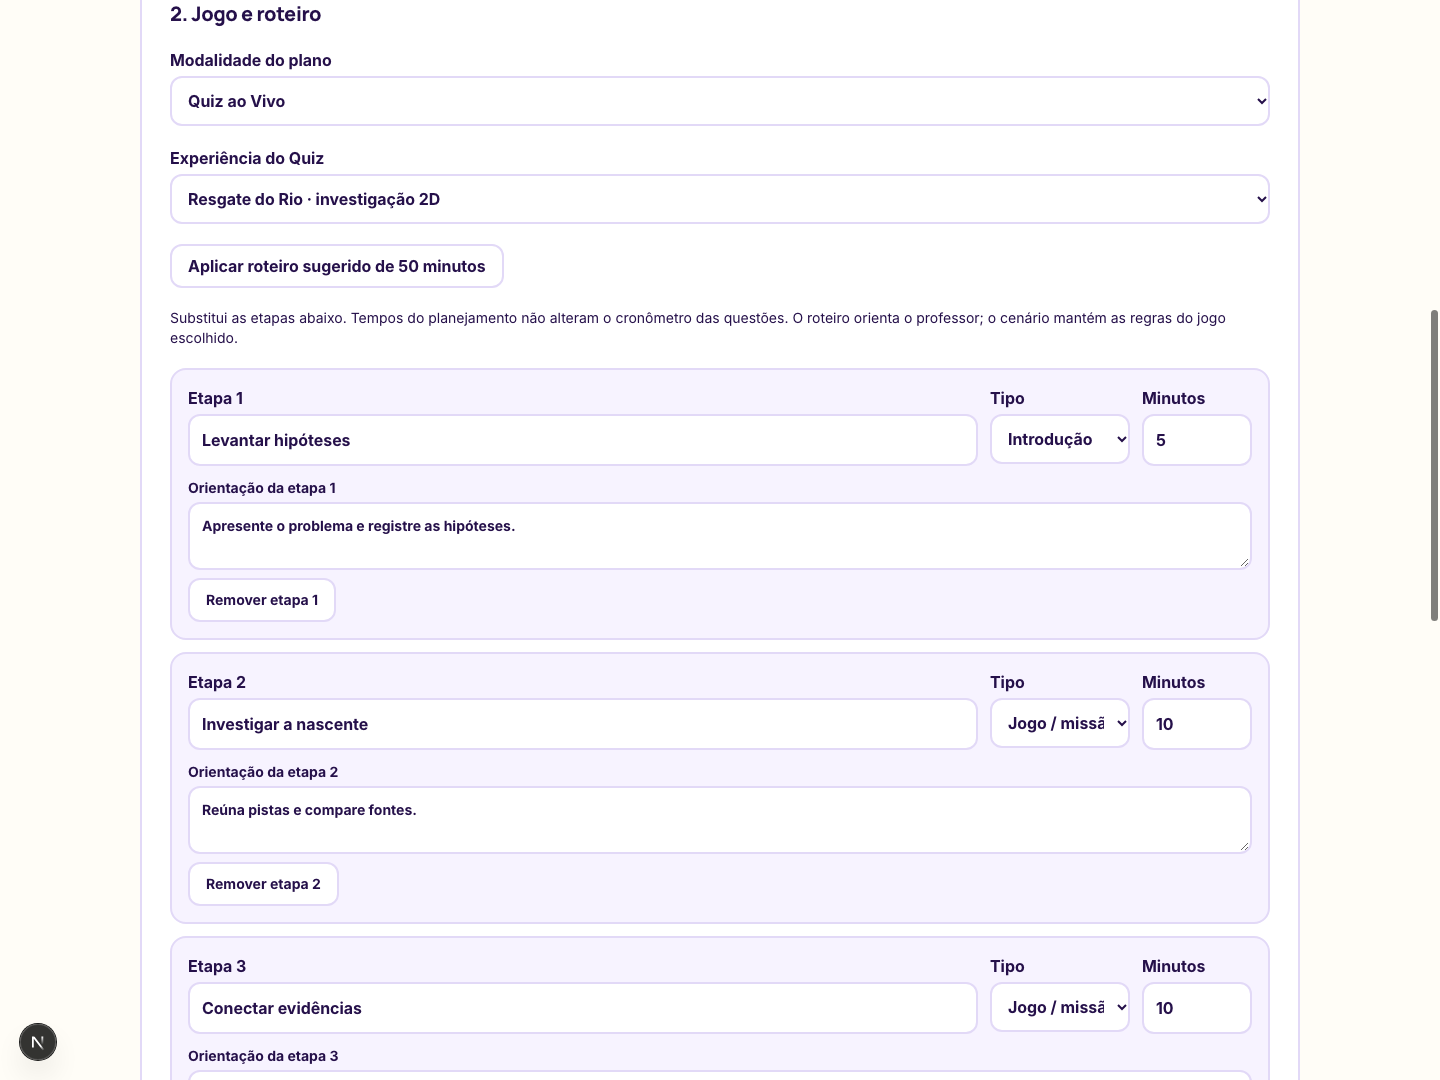 2. Jogo e roteiro
Modalidade do plano
Quiz ao Vivo
Experiência do Quiz
Resgate do Rio · investigação 2D
Aplicar roteiro sugerido de 50 minutos
Substitui as etapas abaixo. Tempos do planejamento não alteram o cronômetro das questões. O roteiro orienta o professor; o cenário mantém as regras do jogo
escolhido.
Etapa 1 Tipo Minutos
Levantar hipóteses Introdução 5
Orientação da etapa 1
Apresente o problema e registre as hipóteses.
Remover etapa 1
Etapa 2 Tipo Minutos
Investigar a nascente Jogo / missã 10
Orientação da etapa 2
Reúna pistas e compare fontes.
Remover etapa 2
Etapa 3 Tipo Minutos
Conectar evidências Jogo / missã 10
Orientação da etapa 3
N